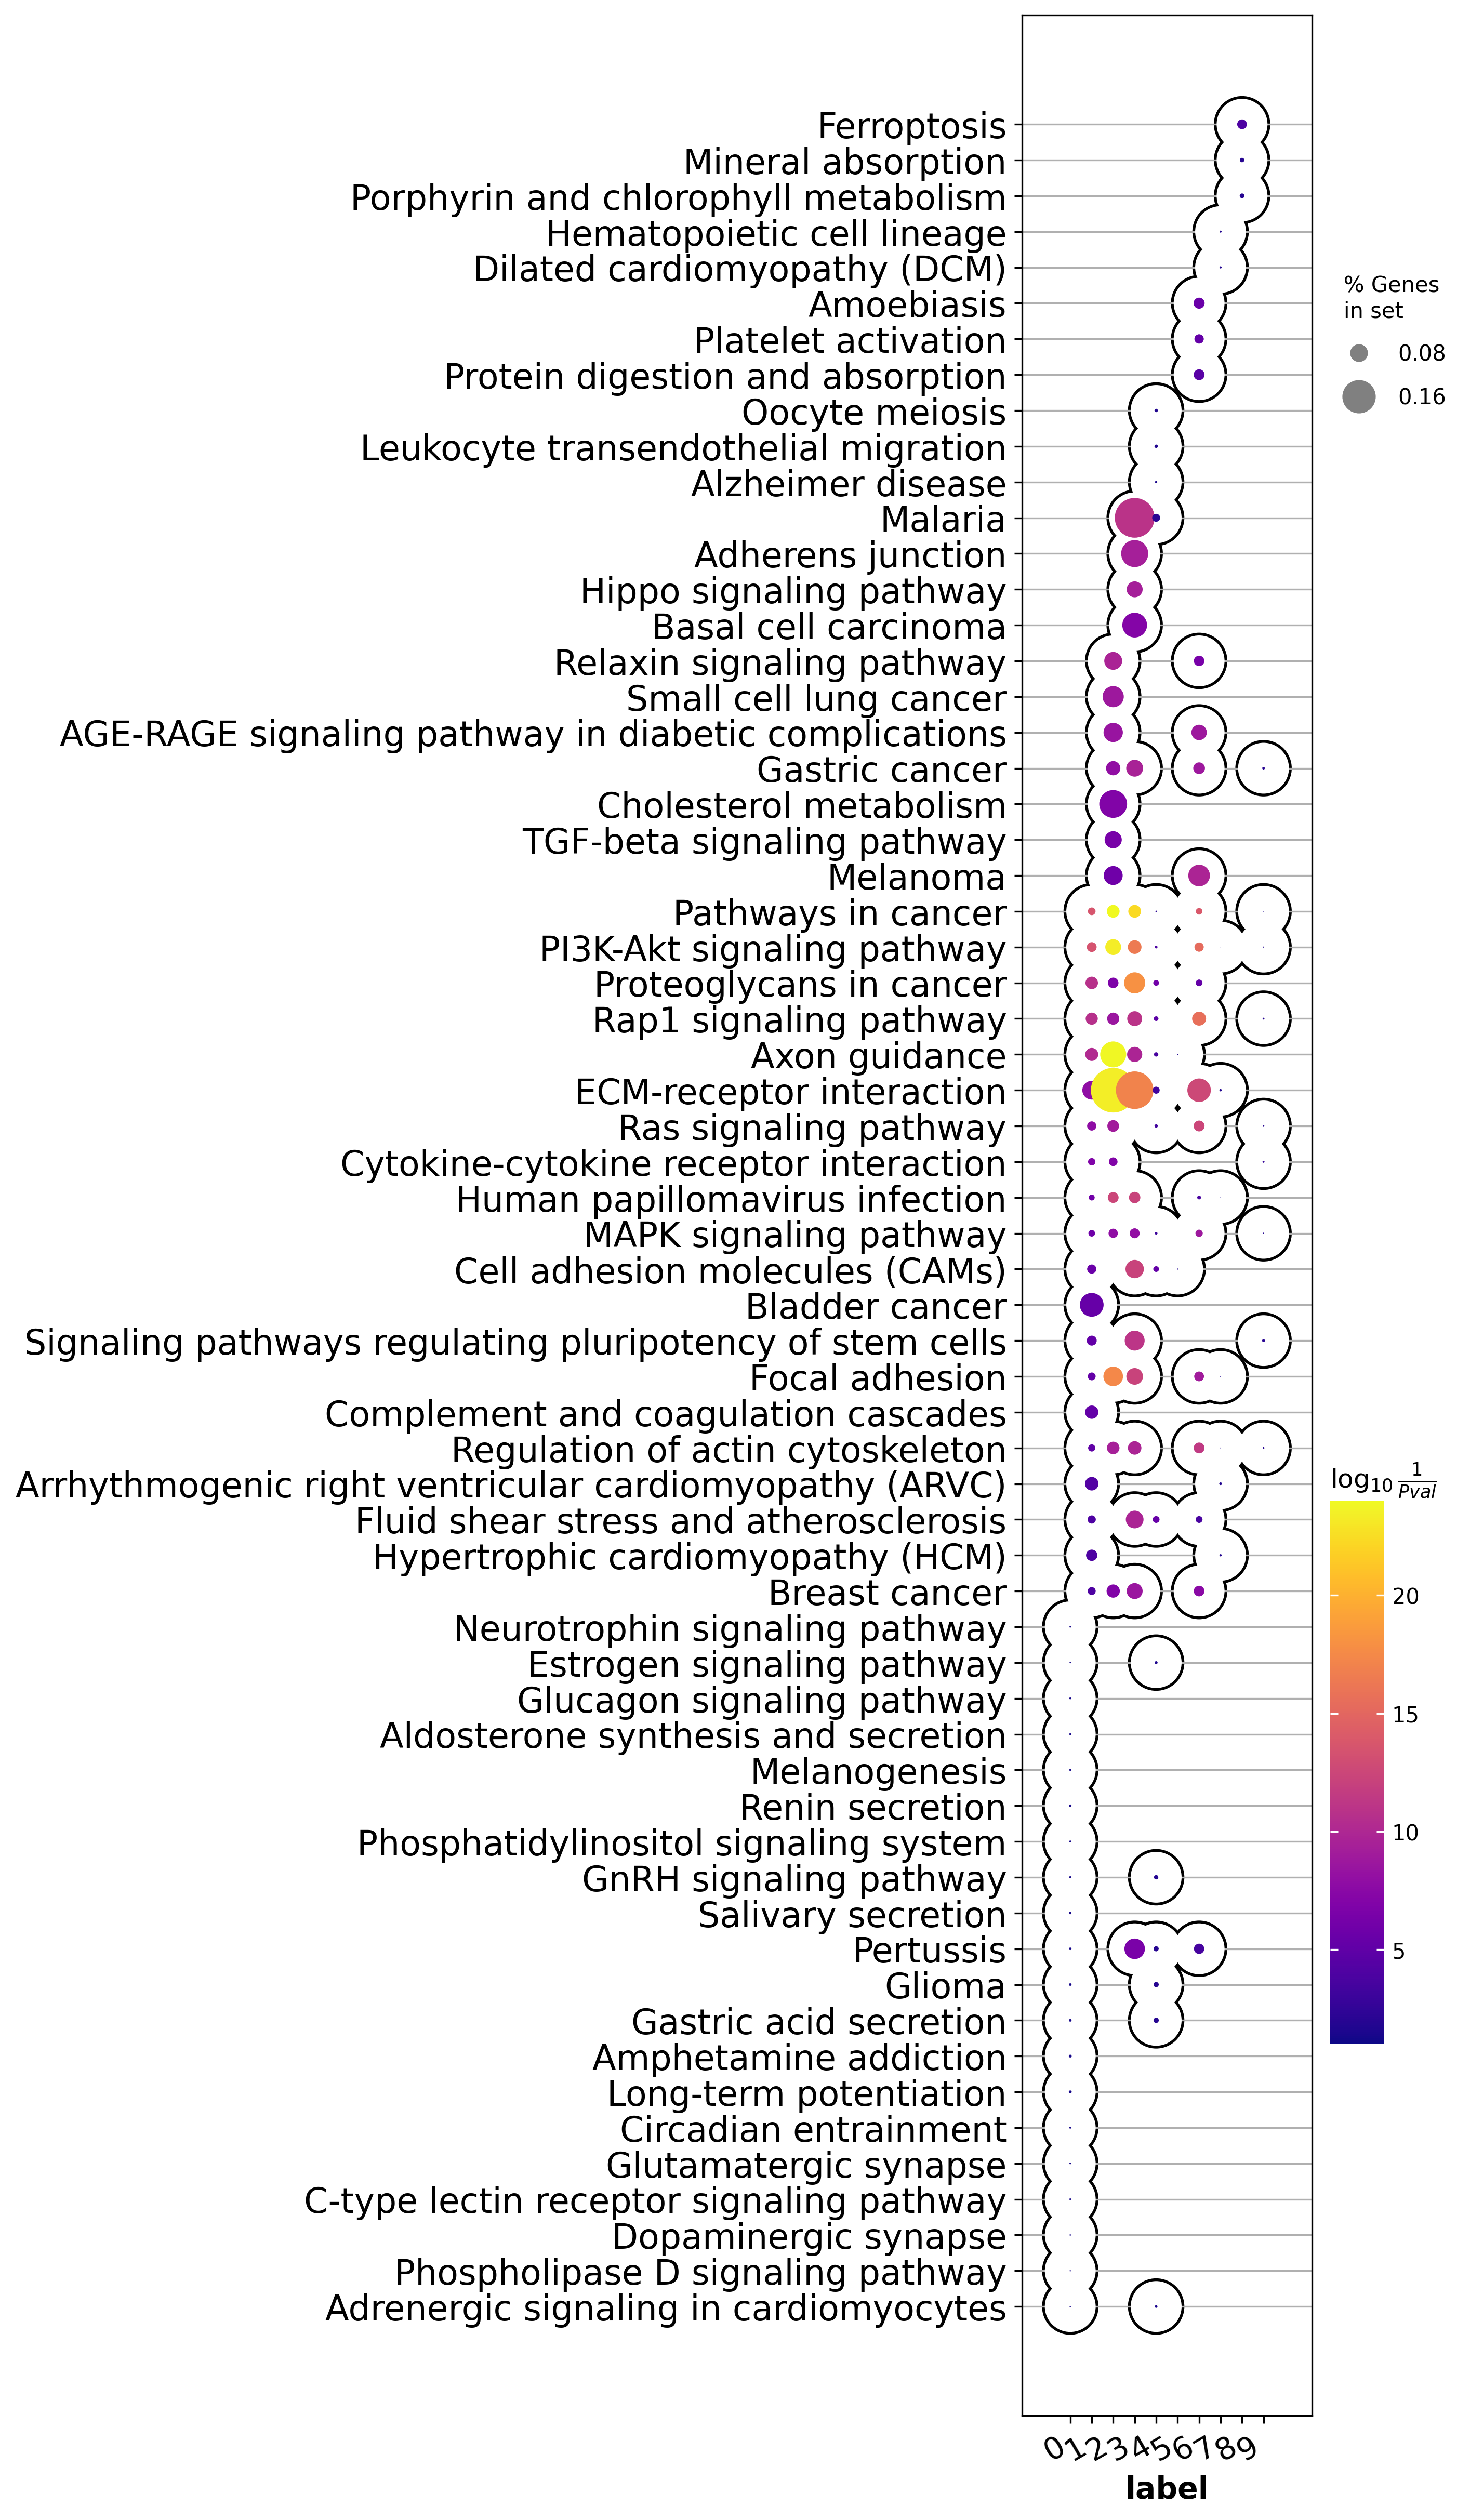 Ferroptosis
Mineral absorption
Porphyrin and chlorophyll metabolism
Hematopoietic cell lineage
Dilated cardiomyopathy (DCM)
Amoebiasis
Platelet activation
Protein digestion and absorption
Oocyte meiosis
Leukocyte transendothelial migration
Alzheimer disease
Malaria
Adherens junction
Hippo signaling pathway
Basal cell carcinoma
Relaxin signaling pathway
Small cell lung cancer
AGE-RAGE signaling pathway in diabetic complications
Gastric cancer
Cholesterol metabolism
TGF-beta signaling pathway
Melanoma
Pathways in cancer
PI3K-Akt signaling pathway
Proteoglycans in cancer
Rap1 signaling pathway
Axon guidance
ECM-receptor interaction
Ras signaling pathway
Cytokine-cytokine receptor interaction
Human papillomavirus infection
MAPK signaling pathway
Cell adhesion molecules (CAMs)
Bladder cancer
Signaling pathways regulating pluripotency of stem cells
Focal adhesion
Complement and coagulation cascades
Regulation of actin cytoskeleton
Arrhythmogenic right ventricular cardiomyopathy (ARVC)
Fluid shear stress and atherosclerosis
Hypertrophic cardiomyopathy (HCM)
Breast cancer
Neurotrophin signaling pathway
Estrogen signaling pathway
Glucagon signaling pathway
Aldosterone synthesis and secretion
Melanogenesis
Renin secretion
Phosphatidylinositol signaling system
GnRH signaling pathway
Salivary secretion
Pertussis
Glioma
Gastric acid secretion
Amphetamine addiction
Long-term potentiation
Circadian entrainment
Glutamatergic synapse
C-type lectin receptor signaling pathway
Dopaminergic synapse
Phospholipase D signaling pathway
Adrenergic signaling in cardiomyocytes
0 1 2 3 4 5 6 7 8 9
label
% Genes
in set
0.08
0.16
log₁₀ 1/Pval
20
15
10
5